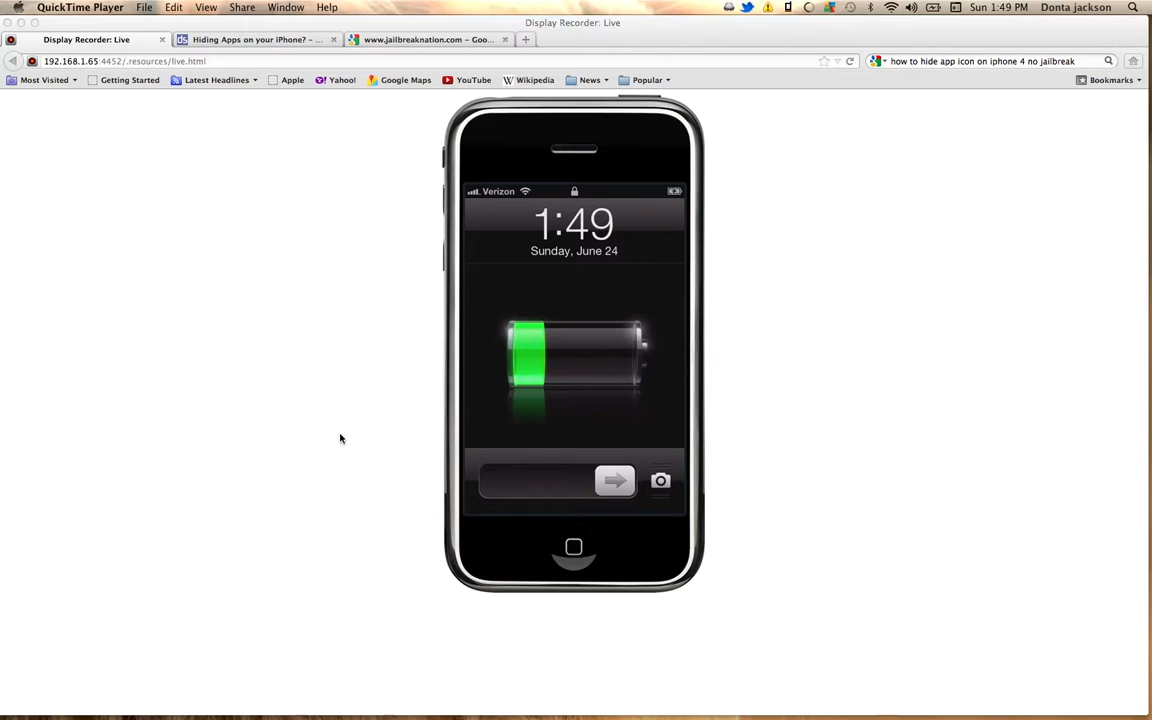 QuickTime Player File Edit View Share Window Help Sun 1:49 PM Donta jackson
Display Recorder: Live
Display Recorder: Live Hiding Apps on your iPhone? – ... www.jailbreaknation.com – Goo...
192.168.1.65:4452/.resources/live.html how to hide app icon on iphone 4 no jailbreak
Most Visited Getting Started Latest Headlines Apple Yahoo! Google Maps YouTube Wikipedia News Popular Bookmarks
Verizon
1:49
Sunday, June 24